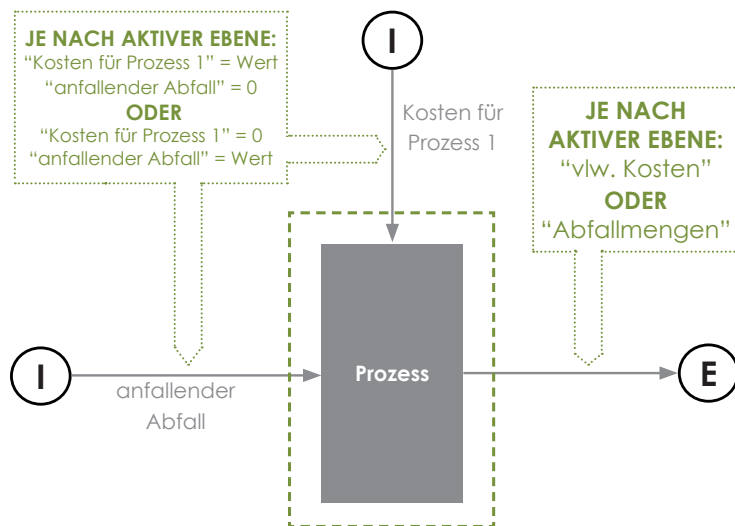 JE NACH AKTIVER EBENE:
“Kosten für Prozess 1” = Wert
“anfallender Abfall” = 0
ODER
“Kosten für Prozess 1” = 0
“anfallender Abfall” = Wert
I
Kosten für
Prozess 1
JE NACH
AKTIVER EBENE:
“vlw. Kosten”
ODER
“Abfallmengen”
I
anfallender
Abfall
Prozess
E